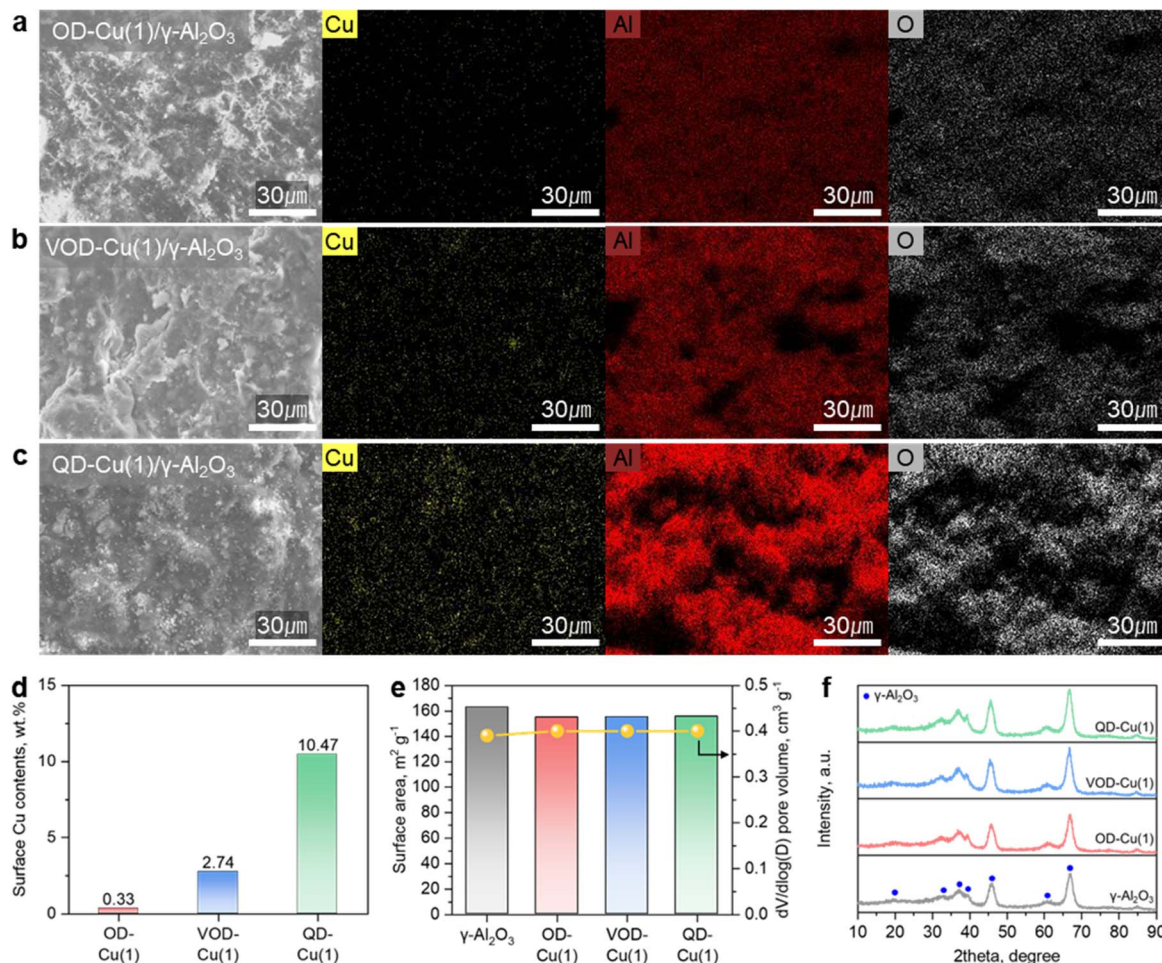 a
OD-Cu(1)/γ-Al₂O₃
Cu
Al
O
30㎛
30㎛
30㎛
30㎛
b
VOD-Cu(1)/γ-Al₂O₃
Cu
Al
O
30㎛
30㎛
30㎛
30㎛
c
QD-Cu(1)/γ-Al₂O₃
Cu
Al
O
30㎛
30㎛
30㎛
30㎛
d
Surface Cu contents, wt.%
15
10
5
0
0.33
2.74
10.47
OD-
Cu(1)
VOD-
Cu(1)
QD-
Cu(1)
e
Surface area, m² g⁻¹
180
160
140
120
100
80
60
40
20
0
0.5
0.4
0.3
0.2
0.1
0.0
dV/dlog(D) pore volume, cm³ g⁻¹
γ-Al₂O₃
OD-
Cu(1)
VOD-
Cu(1)
QD-
Cu(1)
f
γ-Al₂O₃
QD-Cu(1)
VOD-Cu(1)
OD-Cu(1)
γ-Al₂O₃
Intensity, a.u.
10 20 30 40 50 60 70 80 90
2theta, degree